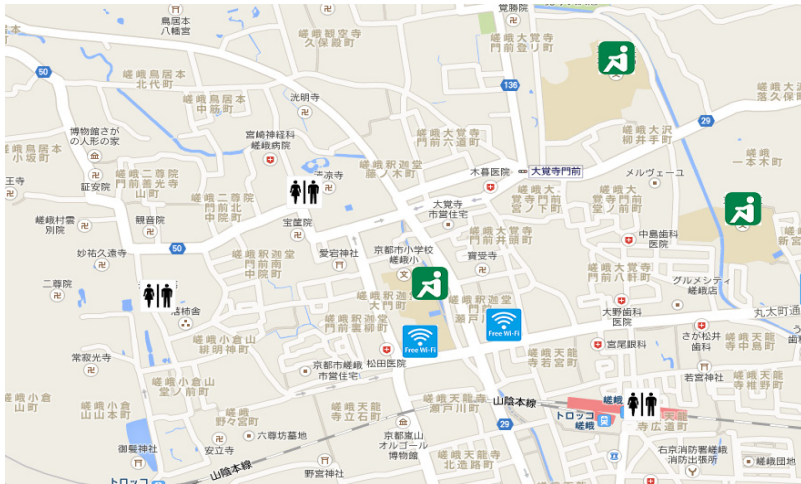 鳥居本
八幡宮
嵯峨観空寺
久保殿町
覚勝院
嵯峨大覚寺
門前登り町
50
嵯峨鳥居本
北代町
嵯峨鳥居本
中筋町
136
29
嵯峨大沢
落久保町
光明寺
博物館さが
の人形の家
宮崎神経科
嵯峨病院
嵯峨大覚寺
門前六道町
嵯峨大沢
柳井手町
嵯峨
一本木町
嵯峨鳥居本
小坂町
嵯峨二尊院
門前善光寺
山町
証安院
清凉寺
嵯峨釈迦堂
藤ノ木町
木暮医院
大覚寺門前
メルヴェーユ
嵯峨二尊院
門前北
中院町
嵯峨村雲
別院
観音院
宝筐院
大覚寺
市営住宅
嵯峨大覚寺
門前井頭町
中島歯科
医院
50
妙祐久遠寺
愛宕神社
京都市小学校
嵯峨小
寶受寺
嵯峨釈迦堂
門前南
中院町
嵯峨大覚寺
門前八軒町
グルメシティ
嵯峨店
二尊院
落柿舎
嵯峨釈迦堂
大門町
大野歯科
医院
丸太町通
嵯峨小倉山
緋明神町
嵯峨釈迦堂
門前裏柳町
Free Wi-Fi
Free Wi-Fi
宮尾眼科
さが松井
歯科
嵯峨天龍
寺中島町
常寂光寺
京都市嵯峨
市営住宅
松田医院
嵯峨天龍
寺若宮町
若宮神社
嵯峨天龍
寺椎野町
嵯峨小倉
山町
嵯峨小倉
山山本町
嵯峨小倉山
堂ノ前町
嵯峨
野々宮町
嵯峨天龍
寺立石町
嵯峨天龍寺
瀬戸川町
山陰本線
嵯峨
トロッコ
嵯峨
嵯峨天龍
寺広道町
29
御髪神社
安立寺
六尊坊墓地
京都嵐山
オルゴール
博物館
嵯峨天龍寺
北造路町
右京消防署嵯峨
消防出張所
嵯峨団地
トロッコ
山陰本線
野宮神社